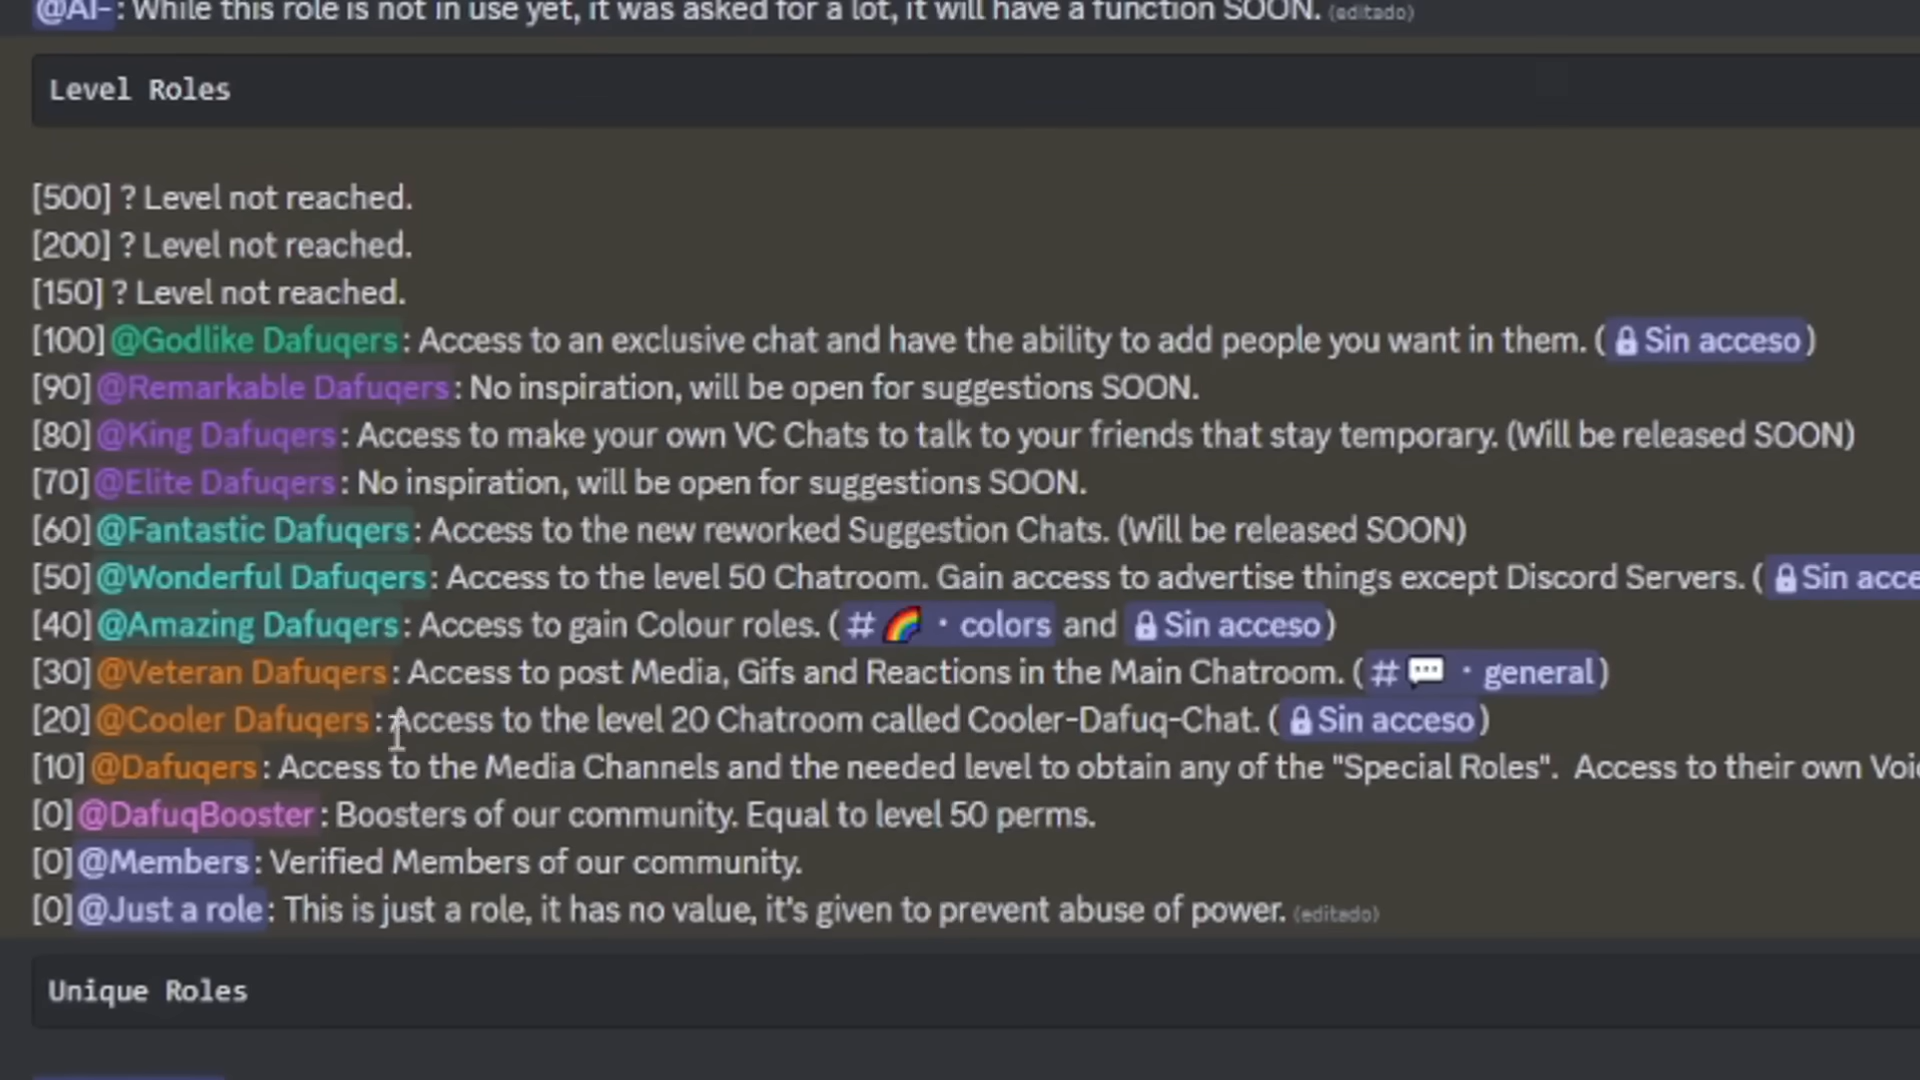 @AI-: While this role is not in use yet, it was asked for a lot, it will have a function SOON. (editado)
Level Roles
[500] ? Level not reached.
[200] ? Level not reached.
[150] ? Level not reached.
[100] @Godlike Dafuqers: Access to an exclusive chat and have the ability to add people you want in them. (Sin acceso)
[90] @Remarkable Dafuqers: No inspiration, will be open for suggestions SOON.
[80] @King Dafuqers: Access to make your own VC Chats to talk to your friends that stay temporary. (Will be released SOON)
[70] @Elite Dafuqers: No inspiration, will be open for suggestions SOON.
[60] @Fantastic Dafuqers: Access to the new reworked Suggestion Chats. (Will be released SOON)
[50] @Wonderful Dafuqers: Access to the level 50 Chatroom. Gain access to advertise things except Discord Servers. (Sin acce
[40] @Amazing Dafuqers: Access to gain Colour roles. (# 🌈・colors and Sin acceso)
[30] @Veteran Dafuqers: Access to post Media, Gifs and Reactions in the Main Chatroom. (# 💬・general)
[20] @Cooler Dafuqers: Access to the level 20 Chatroom called Cooler-Dafuq-Chat. (Sin acceso)
[10] @Dafuqers: Access to the Media Channels and the needed level to obtain any of the "Special Roles". Access to their own Voi
[0] @DafuqBooster: Boosters of our community. Equal to level 50 perms.
[0] @Members: Verified Members of our community.
[0] @Just a role: This is just a role, it has no value, it's given to prevent abuse of power. (editado)
Unique Roles